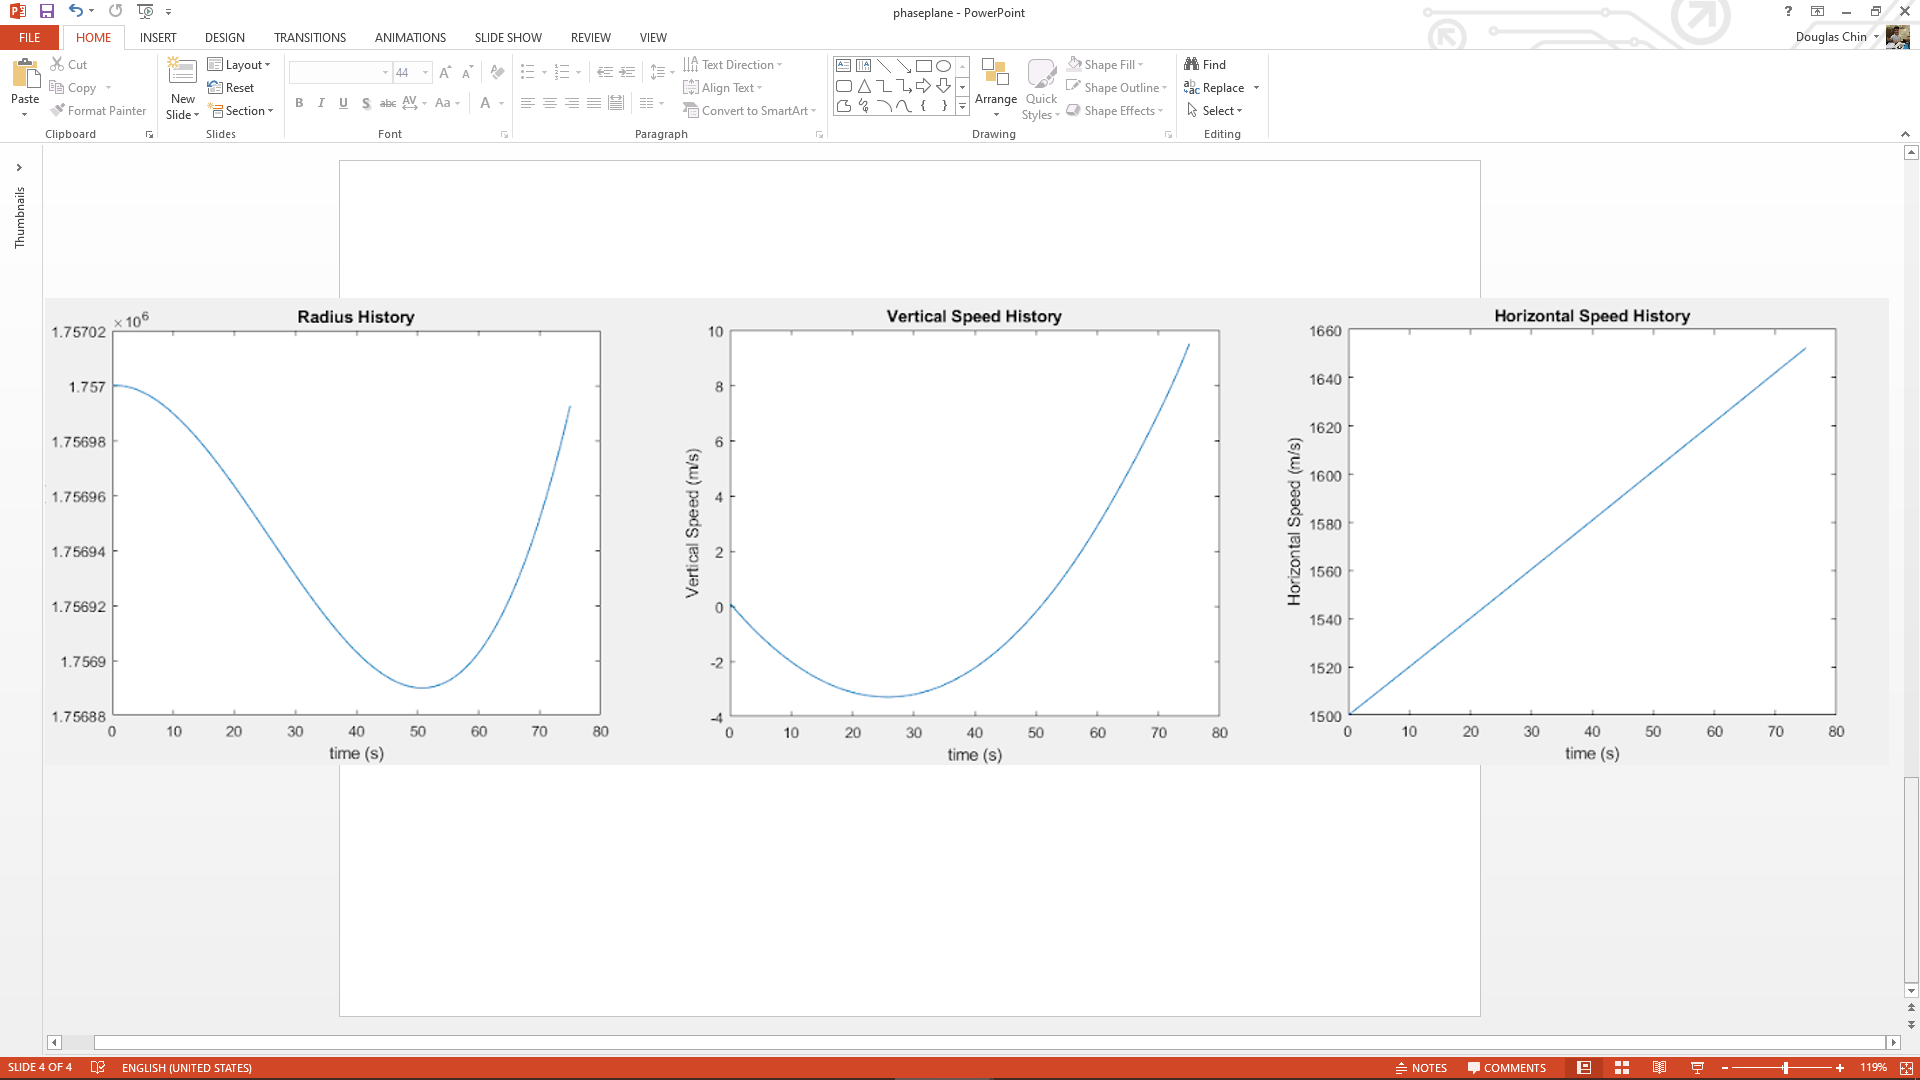 phaseplane - PowerPoint
FILE HOME INSERT DESIGN TRANSITIONS ANIMATIONS SLIDE SHOW REVIEW VIEW
Douglas Chin
Paste
Cut
Copy
Format Painter
Clipboard
New Slide
Layout
Reset
Section
Slides
44
Font
Text Direction
Align Text
Convert to SmartArt
Paragraph
Arrange
Quick Styles
Shape Fill
Shape Outline
Shape Effects
Drawing
Find
Replace
Select
Editing
Thumbnails
Radius History
×10⁶
1.75702
1.757
1.75698
1.75696
1.75694
1.75692
1.7569
1.75688
0 10 20 30 40 50 60 70 80
time (s)
Vertical Speed History
Vertical Speed (m/s)
10
8
6
4
2
0
-2
-4
0 10 20 30 40 50 60 70 80
time (s)
Horizontal Speed History
Horizontal Speed (m/s)
1660
1640
1620
1600
1580
1560
1540
1520
1500
0 10 20 30 40 50 60 70 80
time (s)
SLIDE 4 OF 4 ENGLISH (UNITED STATES) NOTES COMMENTS 119%